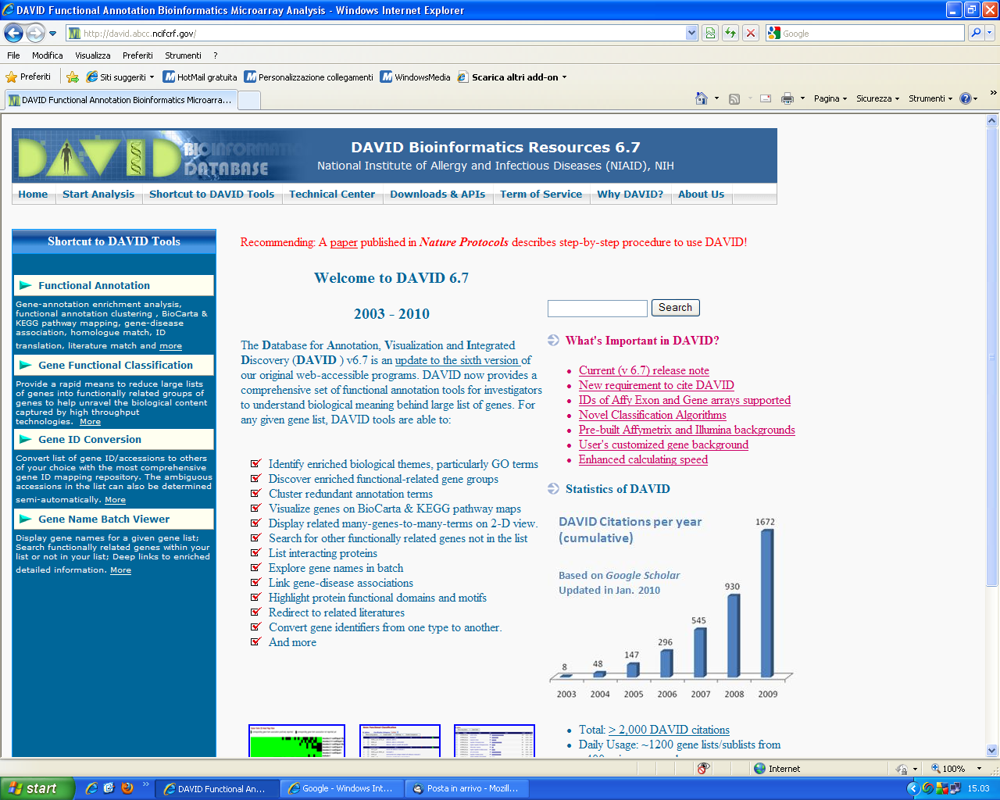 DAVID Functional Annotation Bioinformatics Microarray Analysis - Windows Internet Explorer
http://david.abcc.ncifcrf.gov/
Google
File Modifica Visualizza Preferiti Strumenti ?
Preferiti Siti suggeriti HotMail gratuita Personalizzazione collegamenti WindowsMedia Scarica altri add-on
DAVID Functional Annotation Bioinformatics Microarra...
Pagina Sicurezza Strumenti
DAVID BIOINFORMATICS DATABASE
DAVID Bioinformatics Resources 6.7
National Institute of Allergy and Infectious Diseases (NIAID), NIH
Home Start Analysis Shortcut to DAVID Tools Technical Center Downloads & APIs Term of Service Why DAVID? About Us
Shortcut to DAVID Tools
Functional Annotation
Gene-annotation enrichment analysis,
functional annotation clustering , BioCarta &
KEGG pathway mapping, gene-disease
association, homologue match, ID
translation, literature match and more
Gene Functional Classification
Provide a rapid means to reduce large lists
of genes into functionally related groups of
genes to help unravel the biological content
captured by high throughput
technologies. More
Gene ID Conversion
Convert list of gene ID/accessions to others
of your choice with the most comprehensive
gene ID mapping repository. The ambiguous
accessions in the list can also be determined
semi-automatically. More
Gene Name Batch Viewer
Display gene names for a given gene list;
Search functionally related genes within your
list or not in your list; Deep links to enriched
detailed information. More
Recommending: A paper published in Nature Protocols describes step-by-step procedure to use DAVID!
Welcome to DAVID 6.7
2003 - 2010
The Database for Annotation, Visualization and Integrated
Discovery (DAVID ) v6.7 is an update to the sixth version of
our original web-accessible programs. DAVID now provides a
comprehensive set of functional annotation tools for investigators
to understand biological meaning behind large list of genes. For
any given gene list, DAVID tools are able to:
Identify enriched biological themes, particularly GO terms
Discover enriched functional-related gene groups
Cluster redundant annotation terms
Visualize genes on BioCarta & KEGG pathway maps
Display related many-genes-to-many-terms on 2-D view.
Search for other functionally related genes not in the list
List interacting proteins
Explore gene names in batch
Link gene-disease associations
Highlight protein functional domains and motifs
Redirect to related literatures
Convert gene identifiers from one type to another.
And more
Search
What's Important in DAVID?
Current (v 6.7) release note
New requirement to cite DAVID
IDs of Affy Exon and Gene arrays supported
Novel Classification Algorithms
Pre-built Affymetrix and Illumina backgrounds
User's customized gene background
Enhanced calculating speed
Statistics of DAVID
DAVID Citations per year
(cumulative)
Based on Google Scholar
Updated in Jan. 2010
8 48 147 296 545 930 1672
2003 2004 2005 2006 2007 2008 2009
Total: > 2,000 DAVID citations
Daily Usage: ~1200 gene lists/sublists from
Internet
100%
start
DAVID Functional An...
Google - Windows Int...
Posta in arrivo - Mozill...
15.03